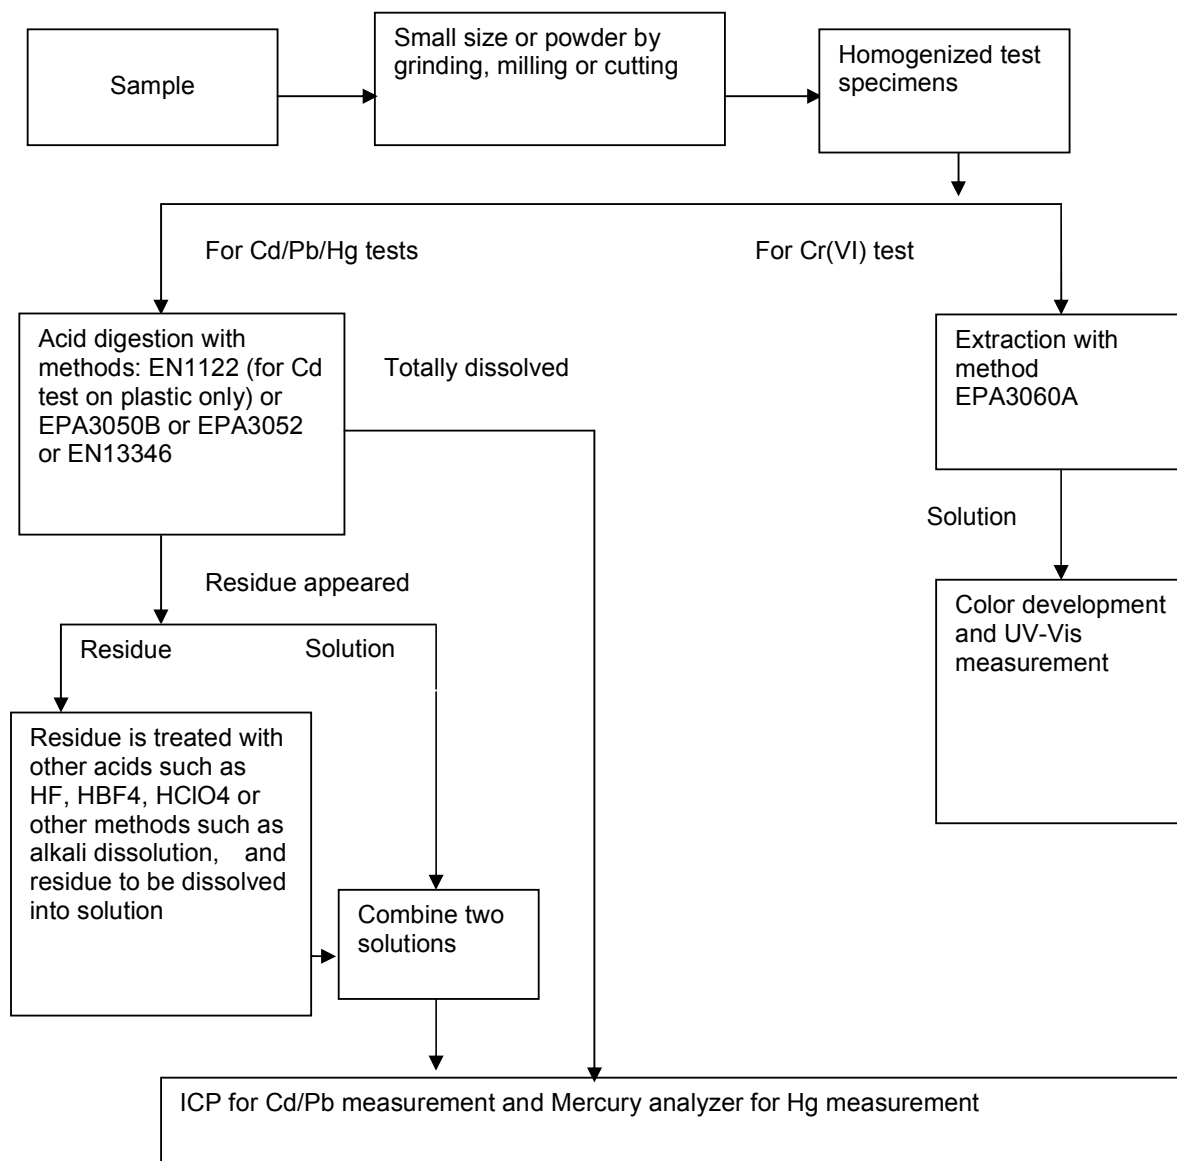 Sample
Small size or powder by
grinding, milling or cutting
Homogenized test
specimens
For Cd/Pb/Hg tests
For Cr(VI) test
Acid digestion with
methods: EN1122 (for Cd
test on plastic only) or
EPA3050B or EPA3052
or EN13346
Totally dissolved
Extraction with
method
EPA3060A
Solution
Residue appeared
Color development
and UV-Vis
measurement
Residue
Solution
Residue is treated with
other acids such as
HF, HBF4, HClO4 or
other methods such as
alkali dissolution, and
residue to be dissolved
into solution
Combine two
solutions
ICP for Cd/Pb measurement and Mercury analyzer for Hg measurement